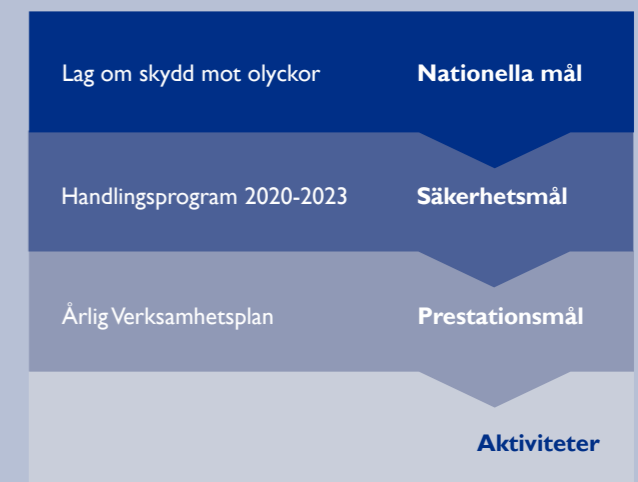 Lag om skydd mot olyckor Nationella mål
Handlingsprogram 2020-2023 Säkerhetsmål
Årlig Verksamhetsplan Prestationsmål
Aktiviteter